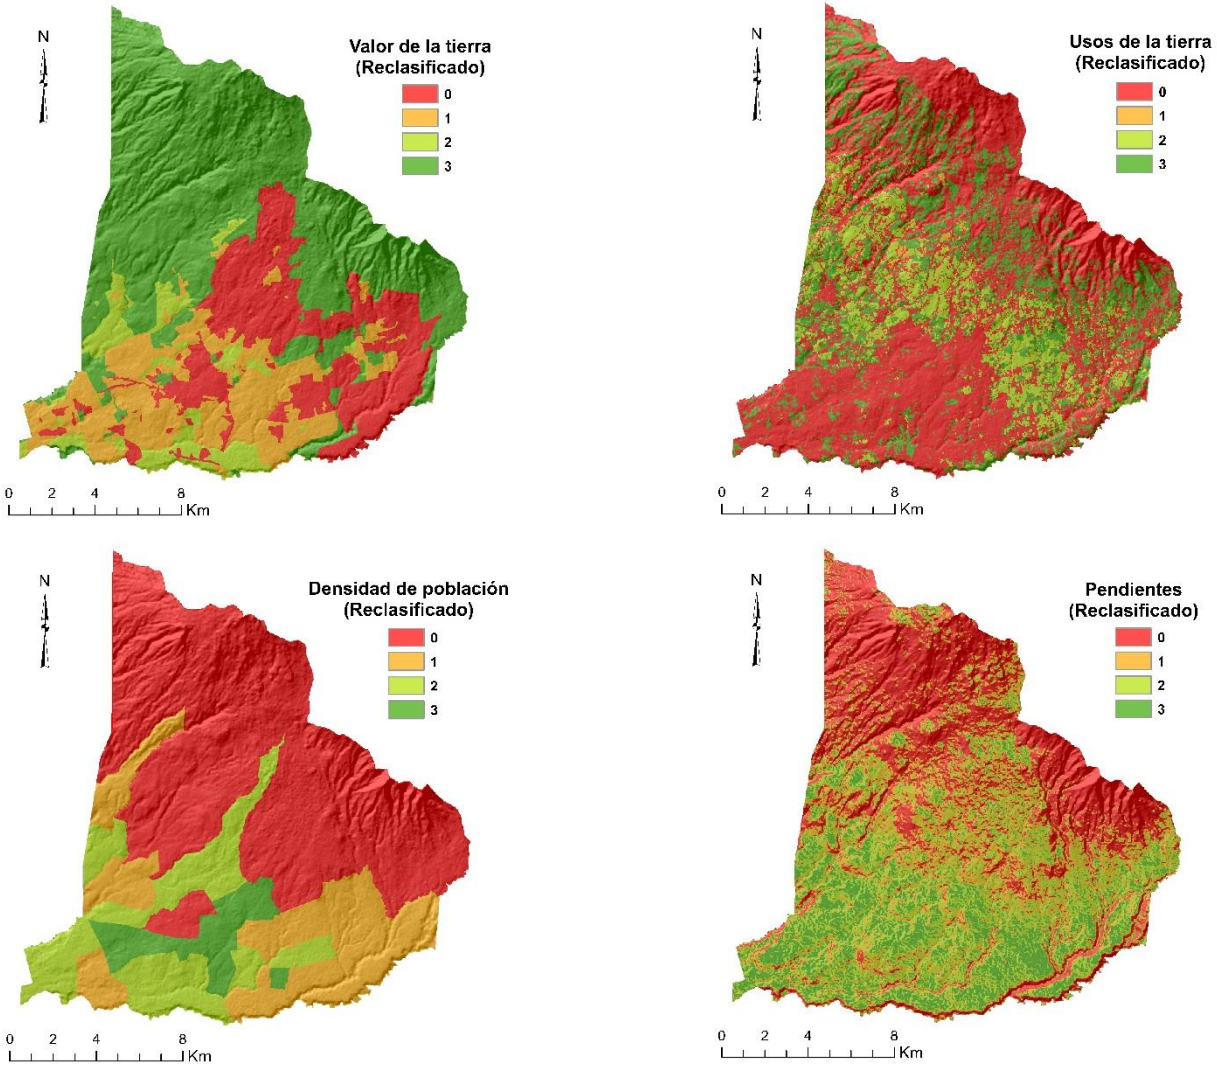 N
Valor de la tierra
(Reclasificado)
0
1
2
3
0 2 4 8
Km
N
Usos de la tierra
(Reclasificado)
0
1
2
3
0 2 4 8
Km
N
Densidad de población
(Reclasificado)
0
1
2
3
0 2 4 8
Km
N
Pendientes
(Reclasificado)
0
1
2
3
0 2 4 8
Km